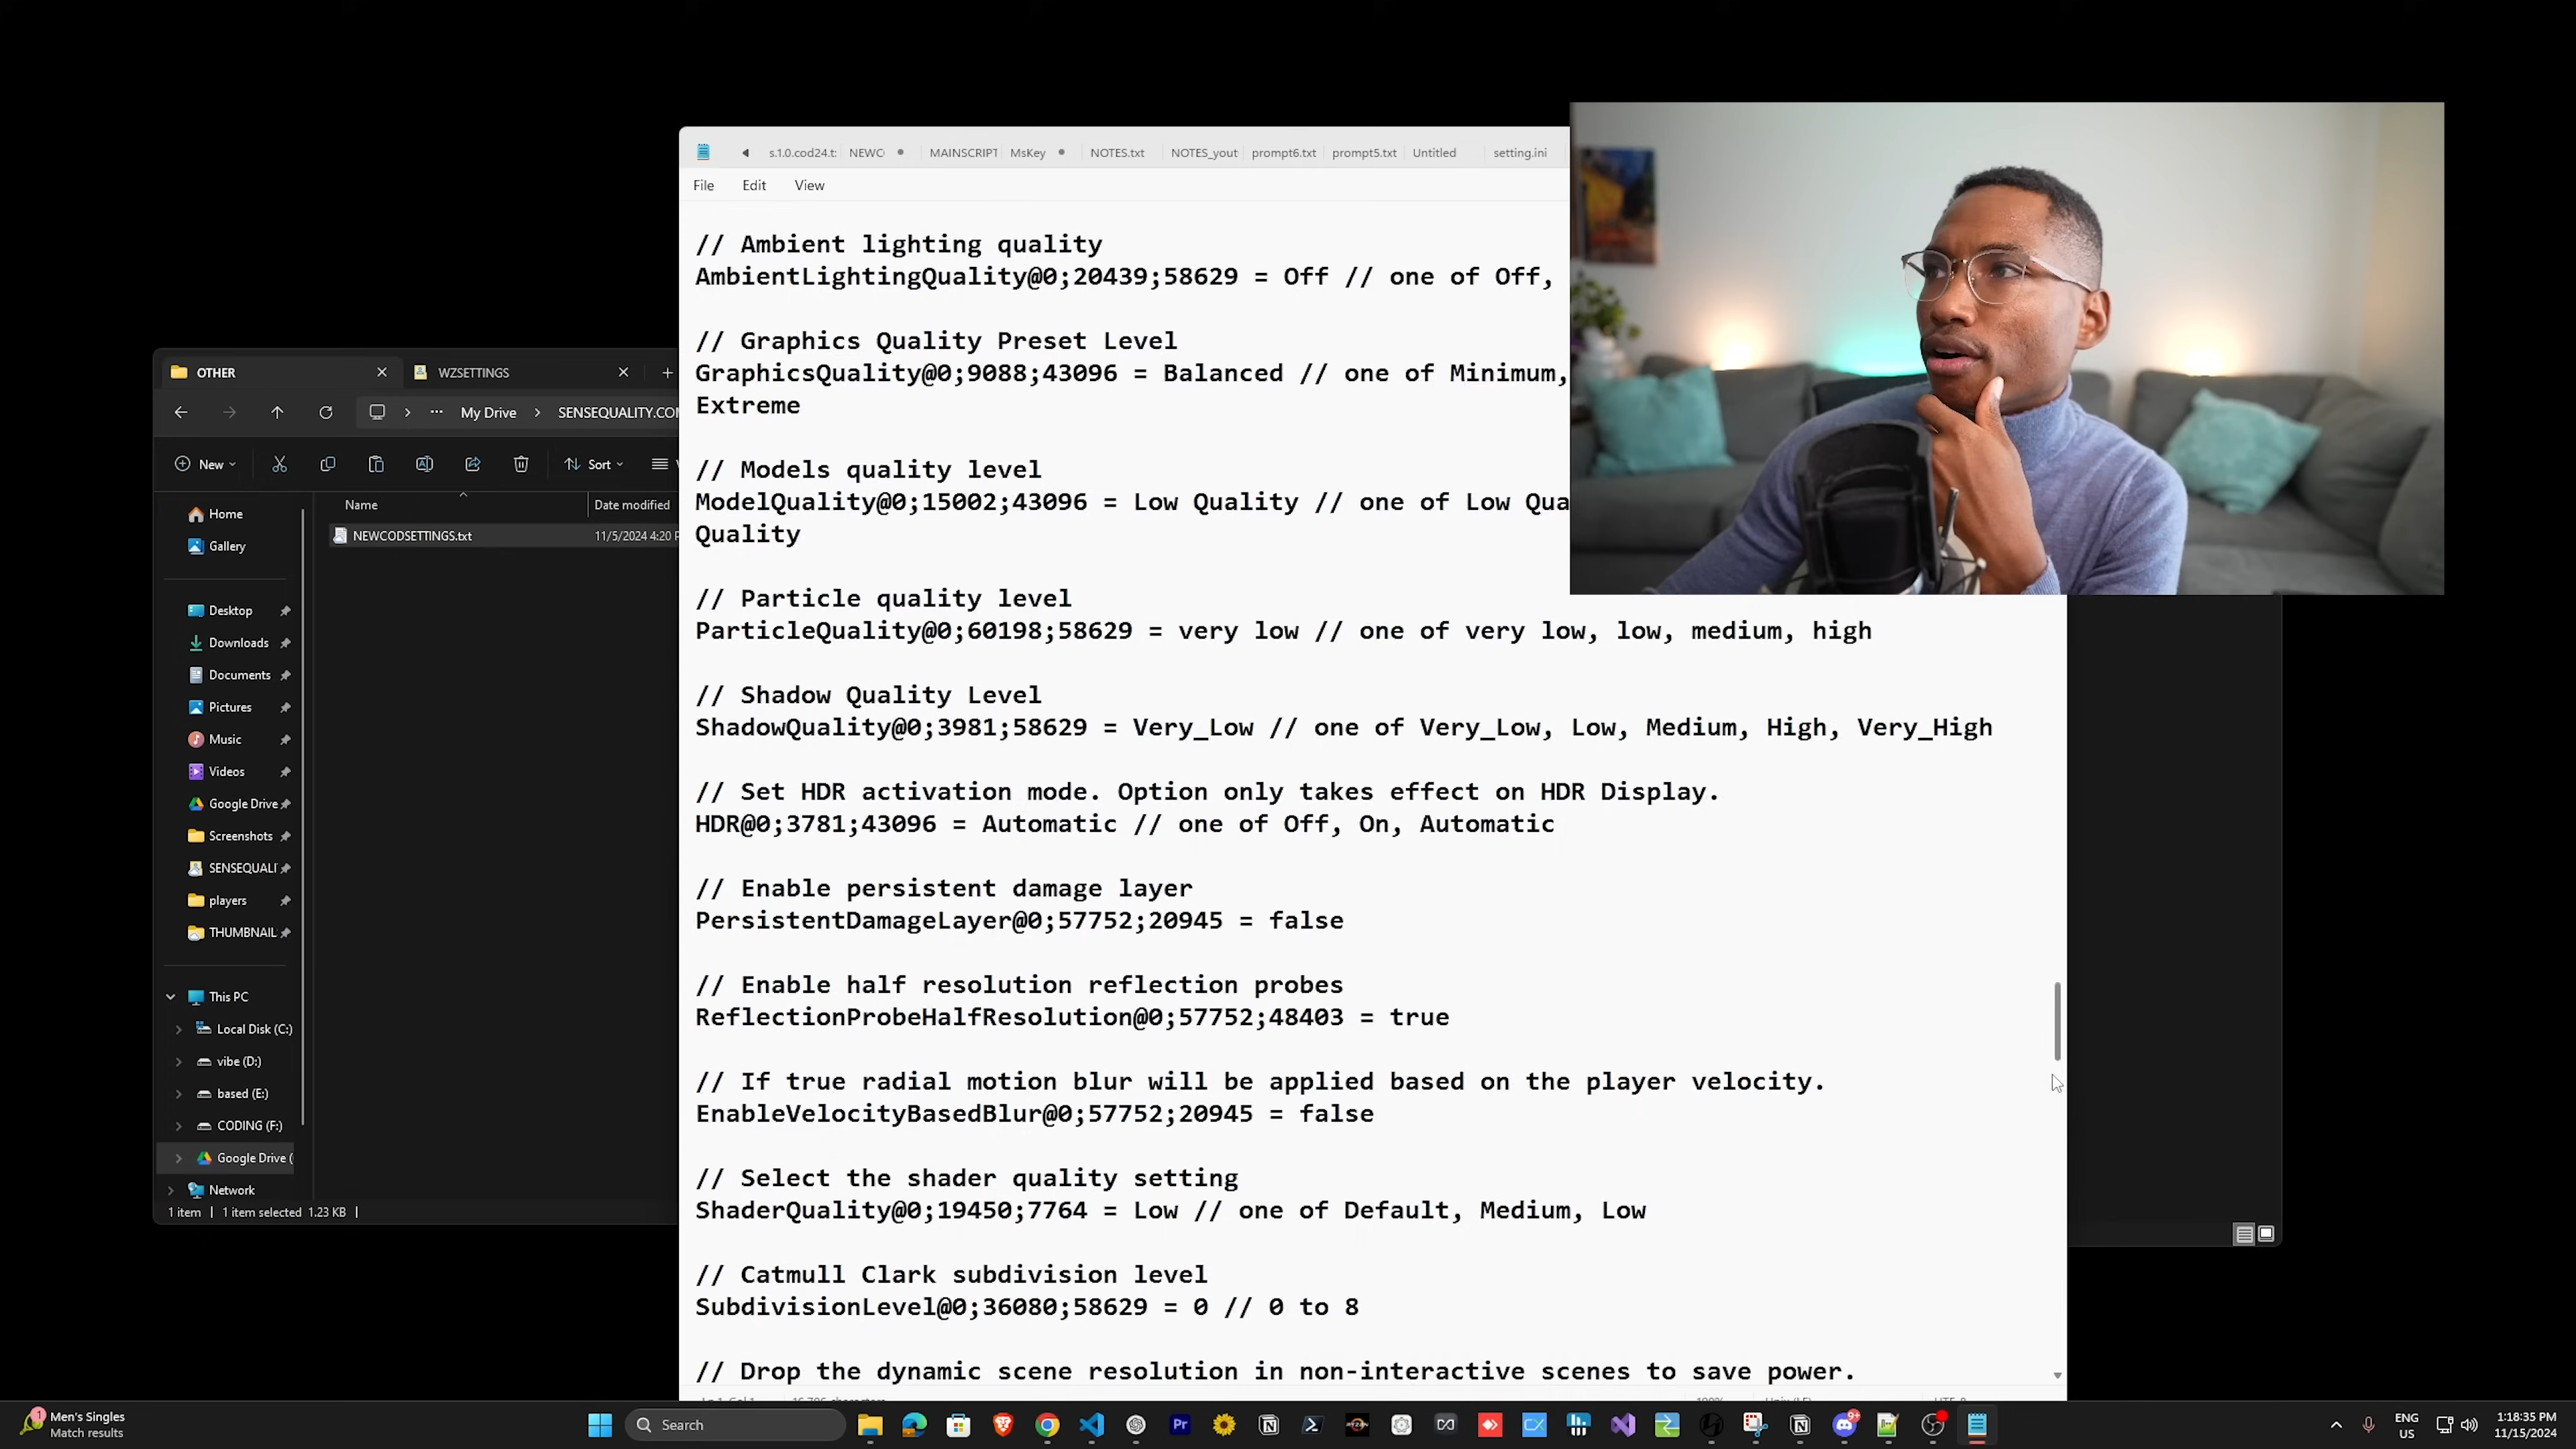 s.1.0.cod24.t:
NEWC
MAINSCRIPT
MsKey
NOTES.txt
NOTES_yout
prompt6.txt
prompt5.txt
Untitled
setting.ini
File
Edit
View
// Ambient lighting quality
AmbientLightingQuality@0;20439;58629 = Off // one of Off,
// Graphics Quality Preset Level
GraphicsQuality@0;9088;43096 = Balanced // one of Minimum,
Extreme
// Models quality level
ModelQuality@0;15002;43096 = Low Quality // one of Low Qua
Quality
// Particle quality level
ParticleQuality@0;60198;58629 = very low // one of very low, low, medium, high
// Shadow Quality Level
ShadowQuality@0;3981;58629 = Very_Low // one of Very_Low, Low, Medium, High, Very_High
// Set HDR activation mode. Option only takes effect on HDR Display.
HDR@0;3781;43096 = Automatic // one of Off, On, Automatic
// Enable persistent damage layer
PersistentDamageLayer@0;57752;20945 = false
// Enable half resolution reflection probes
ReflectionProbeHalfResolution@0;57752;48403 = true
// If true radial motion blur will be applied based on the player velocity.
EnableVelocityBasedBlur@0;57752;20945 = false
// Select the shader quality setting
ShaderQuality@0;19450;7764 = Low // one of Default, Medium, Low
// Catmull Clark subdivision level
SubdivisionLevel@0;36080;58629 = 0 // 0 to 8
// Drop the dynamic scene resolution in non-interactive scenes to save power.
OTHER
WZSETTINGS
My Drive
SENSEQUALITY.COM
New
Sort
Name
Date modified
NEWCODSETTINGS.txt
11/5/2024 4:20 P
Home
Gallery
Desktop
Downloads
Documents
Pictures
Music
Videos
Google Drive
Screenshots
SENSEQUALI
players
THUMBNAIL
This PC
Local Disk (C:)
vibe (D:)
based (E:)
CODING (F:)
Google Drive (
Network
1 item
1 item selected 1.23 KB
1
Men's Singles
Match results
Search
Pr
9+
ENG
US
1:18:35 PM
11/15/2024